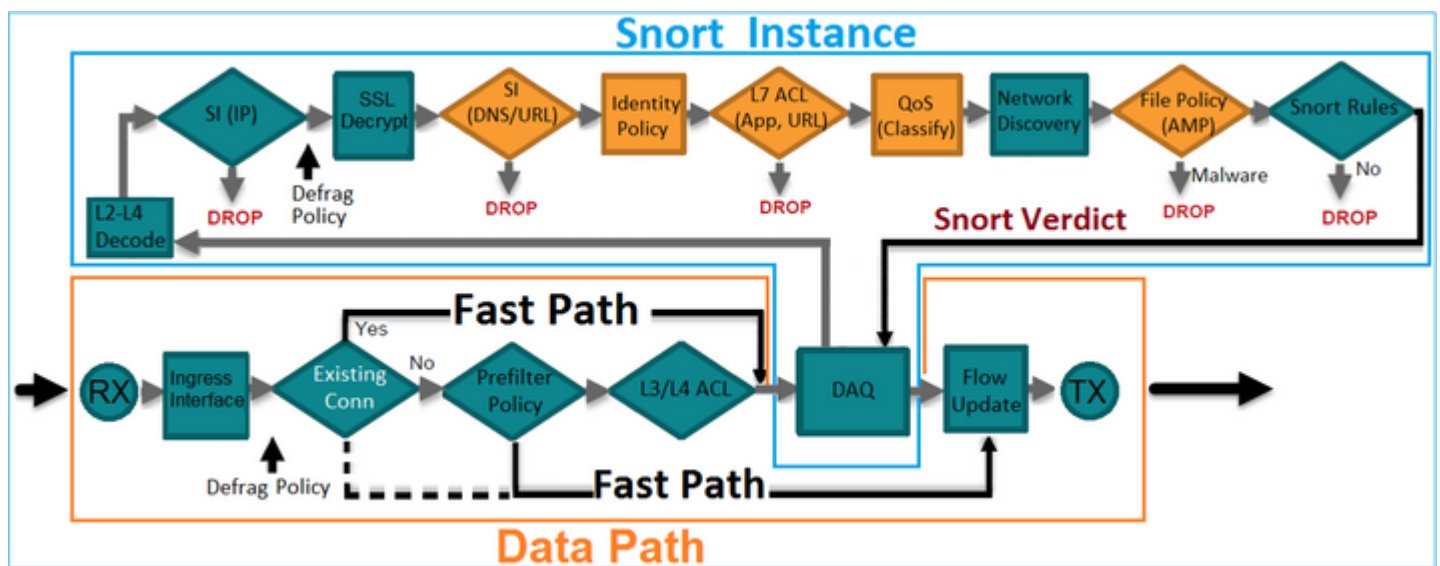 Snort Instance
SI (IP)
SSL
Decrypt
SI
(DNS/URL)
Identity
Policy
L7 ACL
(App, URL)
QoS
(Classify)
Network
Discovery
File Policy
(AMP)
Snort Rules
L2-L4
Decode
DROP
Defrag
Policy
DROP
DROP
Malware
DROP
No
DROP
Snort Verdict
Fast Path
Yes
RX
Ingress
Interface
Existing
Conn
No
Prefilter
Policy
L3/L4 ACL
DAQ
Flow
Update
TX
Defrag Policy
Fast Path
Data Path